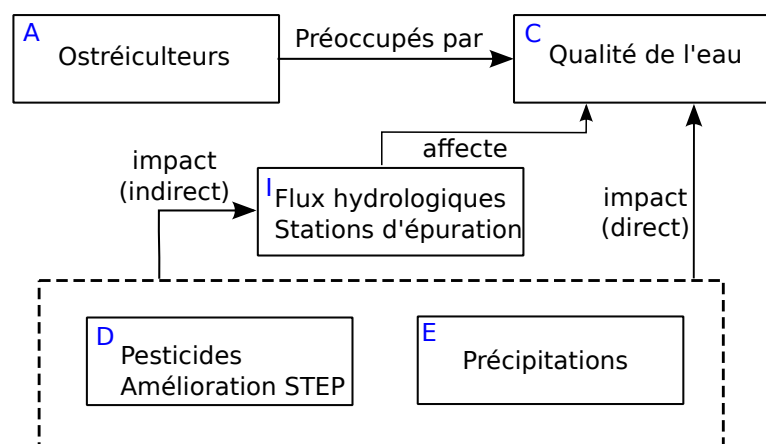 A
Ostréiculteurs
Préoccupés par
C
Qualité de l'eau
impact
(indirect)
affecte
I
Flux hydrologiques
Stations d'épuration
impact
(direct)
D
Pesticides
Amélioration STEP
E
Précipitations